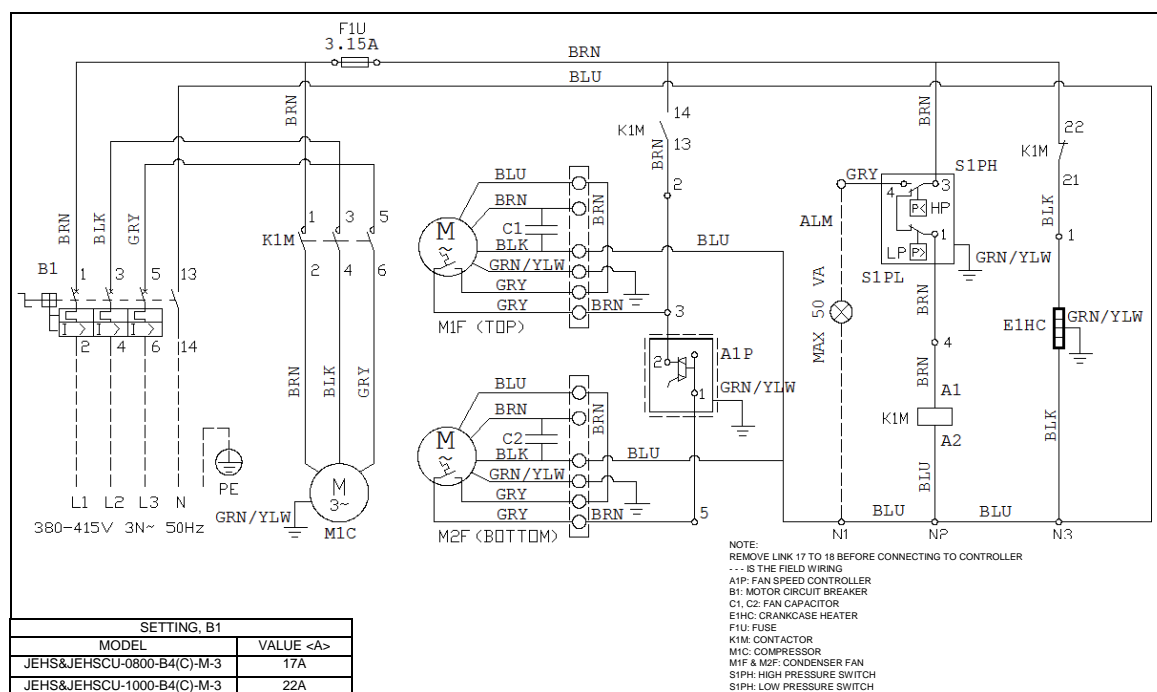 F1U
3.15A
BRN
BLU
BRN
BRN
14
K1M
13
BRN
2
22
K1M
21
BLK
1
S1PH
GRY
4
3
P<
HP
LP
P>
1
S1PL
GRN/YLW
ALM
MAX 50 VA
BRN
4
BRN
A1
K1M
A2
BLU
E1HC
GRN/YLW
BLK
BLU
BLU
N1
N2
N3
BRN
BLK
GRY
B1
1
3
5
13
I >
I >
I >
2
4
6
14
L1
L2
L3
N
PE
380-415V 3N~ 50Hz
K1M
1
3
5
2
4
6
BRN
BLK
GRY
M
3~
GRN/YLW
M1C
BLU
BRN
C1
BLK
GRN/YLW
GRY
GRY
M
~
BRN
BRN
BLU
3
M1F (TOP)
A1P
2
1
GRN/YLW
BLU
BRN
C2
BLK
GRN/YLW
GRY
GRY
M
~
BRN
BRN
BLU
5
M2F (BOTTOM)
NOTE:
REMOVE LINK 17 TO 18 BEFORE CONNECTING TO CONTROLLER
- - - IS THE FIELD WIRING
A1P: FAN SPEED CONTROLLER
B1: MOTOR CIRCUIT BREAKER
C1, C2: FAN CAPACITOR
E1HC: CRANKCASE HEATER
F1U: FUSE
K1M: CONTACTOR
M1C: COMPRESSOR
M1F & M2F: CONDENSER FAN
S1PH: HIGH PRESSURE SWITCH
S1PH: LOW PRESSURE SWITCH
SETTING, B1
MODEL VALUE <A>
JEHS&JEHSCU-0800-B4(C)-M-3 17A
JEHS&JEHSCU-1000-B4(C)-M-3 22A